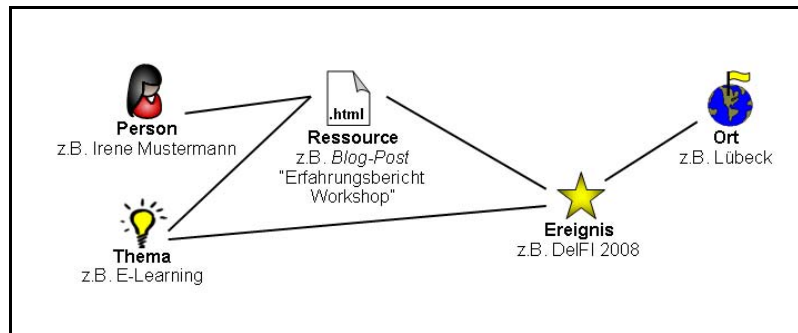 Person
z.B. Irene Mustermann
.html
Ressource
z.B. Blog-Post
"Erfahrungsbericht
Workshop"
Ort
z.B. Lübeck
Thema
z.B. E-Learning
Ereignis
z.B. DelFI 2008